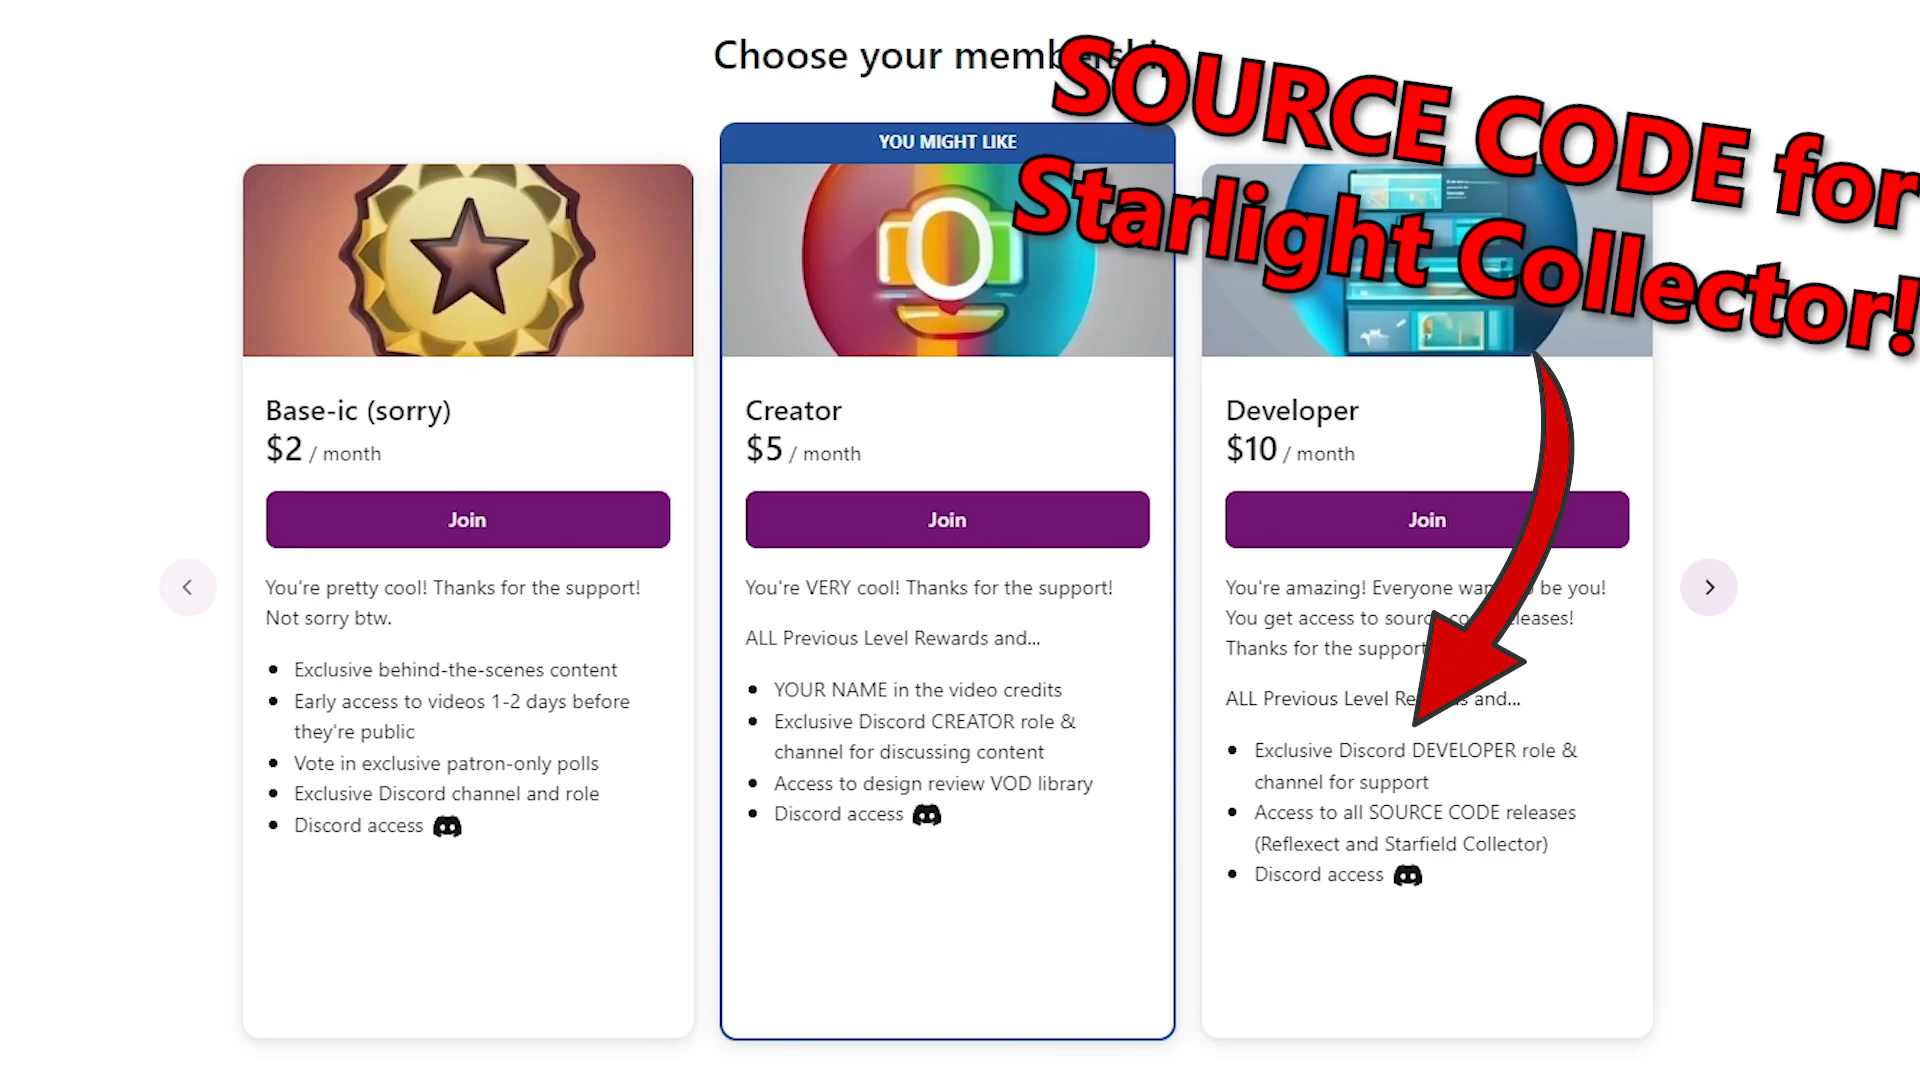 Choose your membership
SOURCE CODE for
Starlight Collector!
YOU MIGHT LIKE
Base-ic (sorry)
$2 / month
Join
You're pretty cool! Thanks for the support!
Not sorry btw.
• Exclusive behind-the-scenes content
• Early access to videos 1-2 days before
they're public
• Vote in exclusive patron-only polls
• Exclusive Discord channel and role
• Discord access
Creator
$5 / month
Join
You're VERY cool! Thanks for the support!
ALL Previous Level Rewards and...
• YOUR NAME in the video credits
• Exclusive Discord CREATOR role &
channel for discussing content
• Access to design review VOD library
• Discord access
Developer
$10 / month
Join
You're amazing! Everyone wants to be you!
You get access to source code releases!
Thanks for the support
ALL Previous Level Rewards and...
• Exclusive Discord DEVELOPER role &
channel for support
• Access to all SOURCE CODE releases
(Reflexect and Starfield Collector)
• Discord access